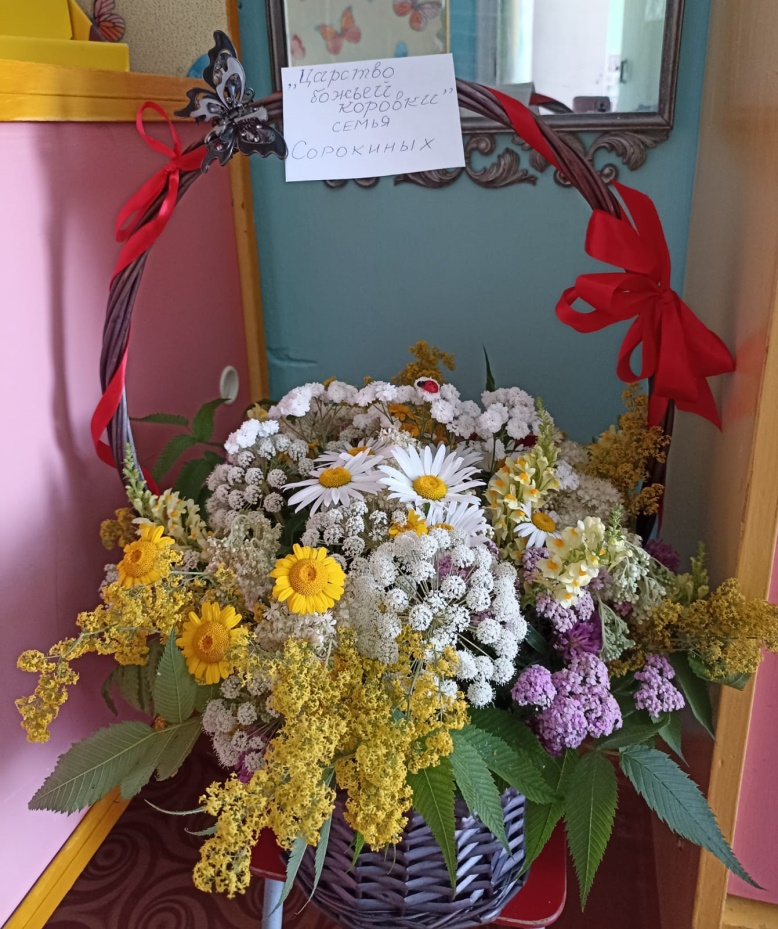 „Царство
божьей
коровки”
семья
Сорокиных